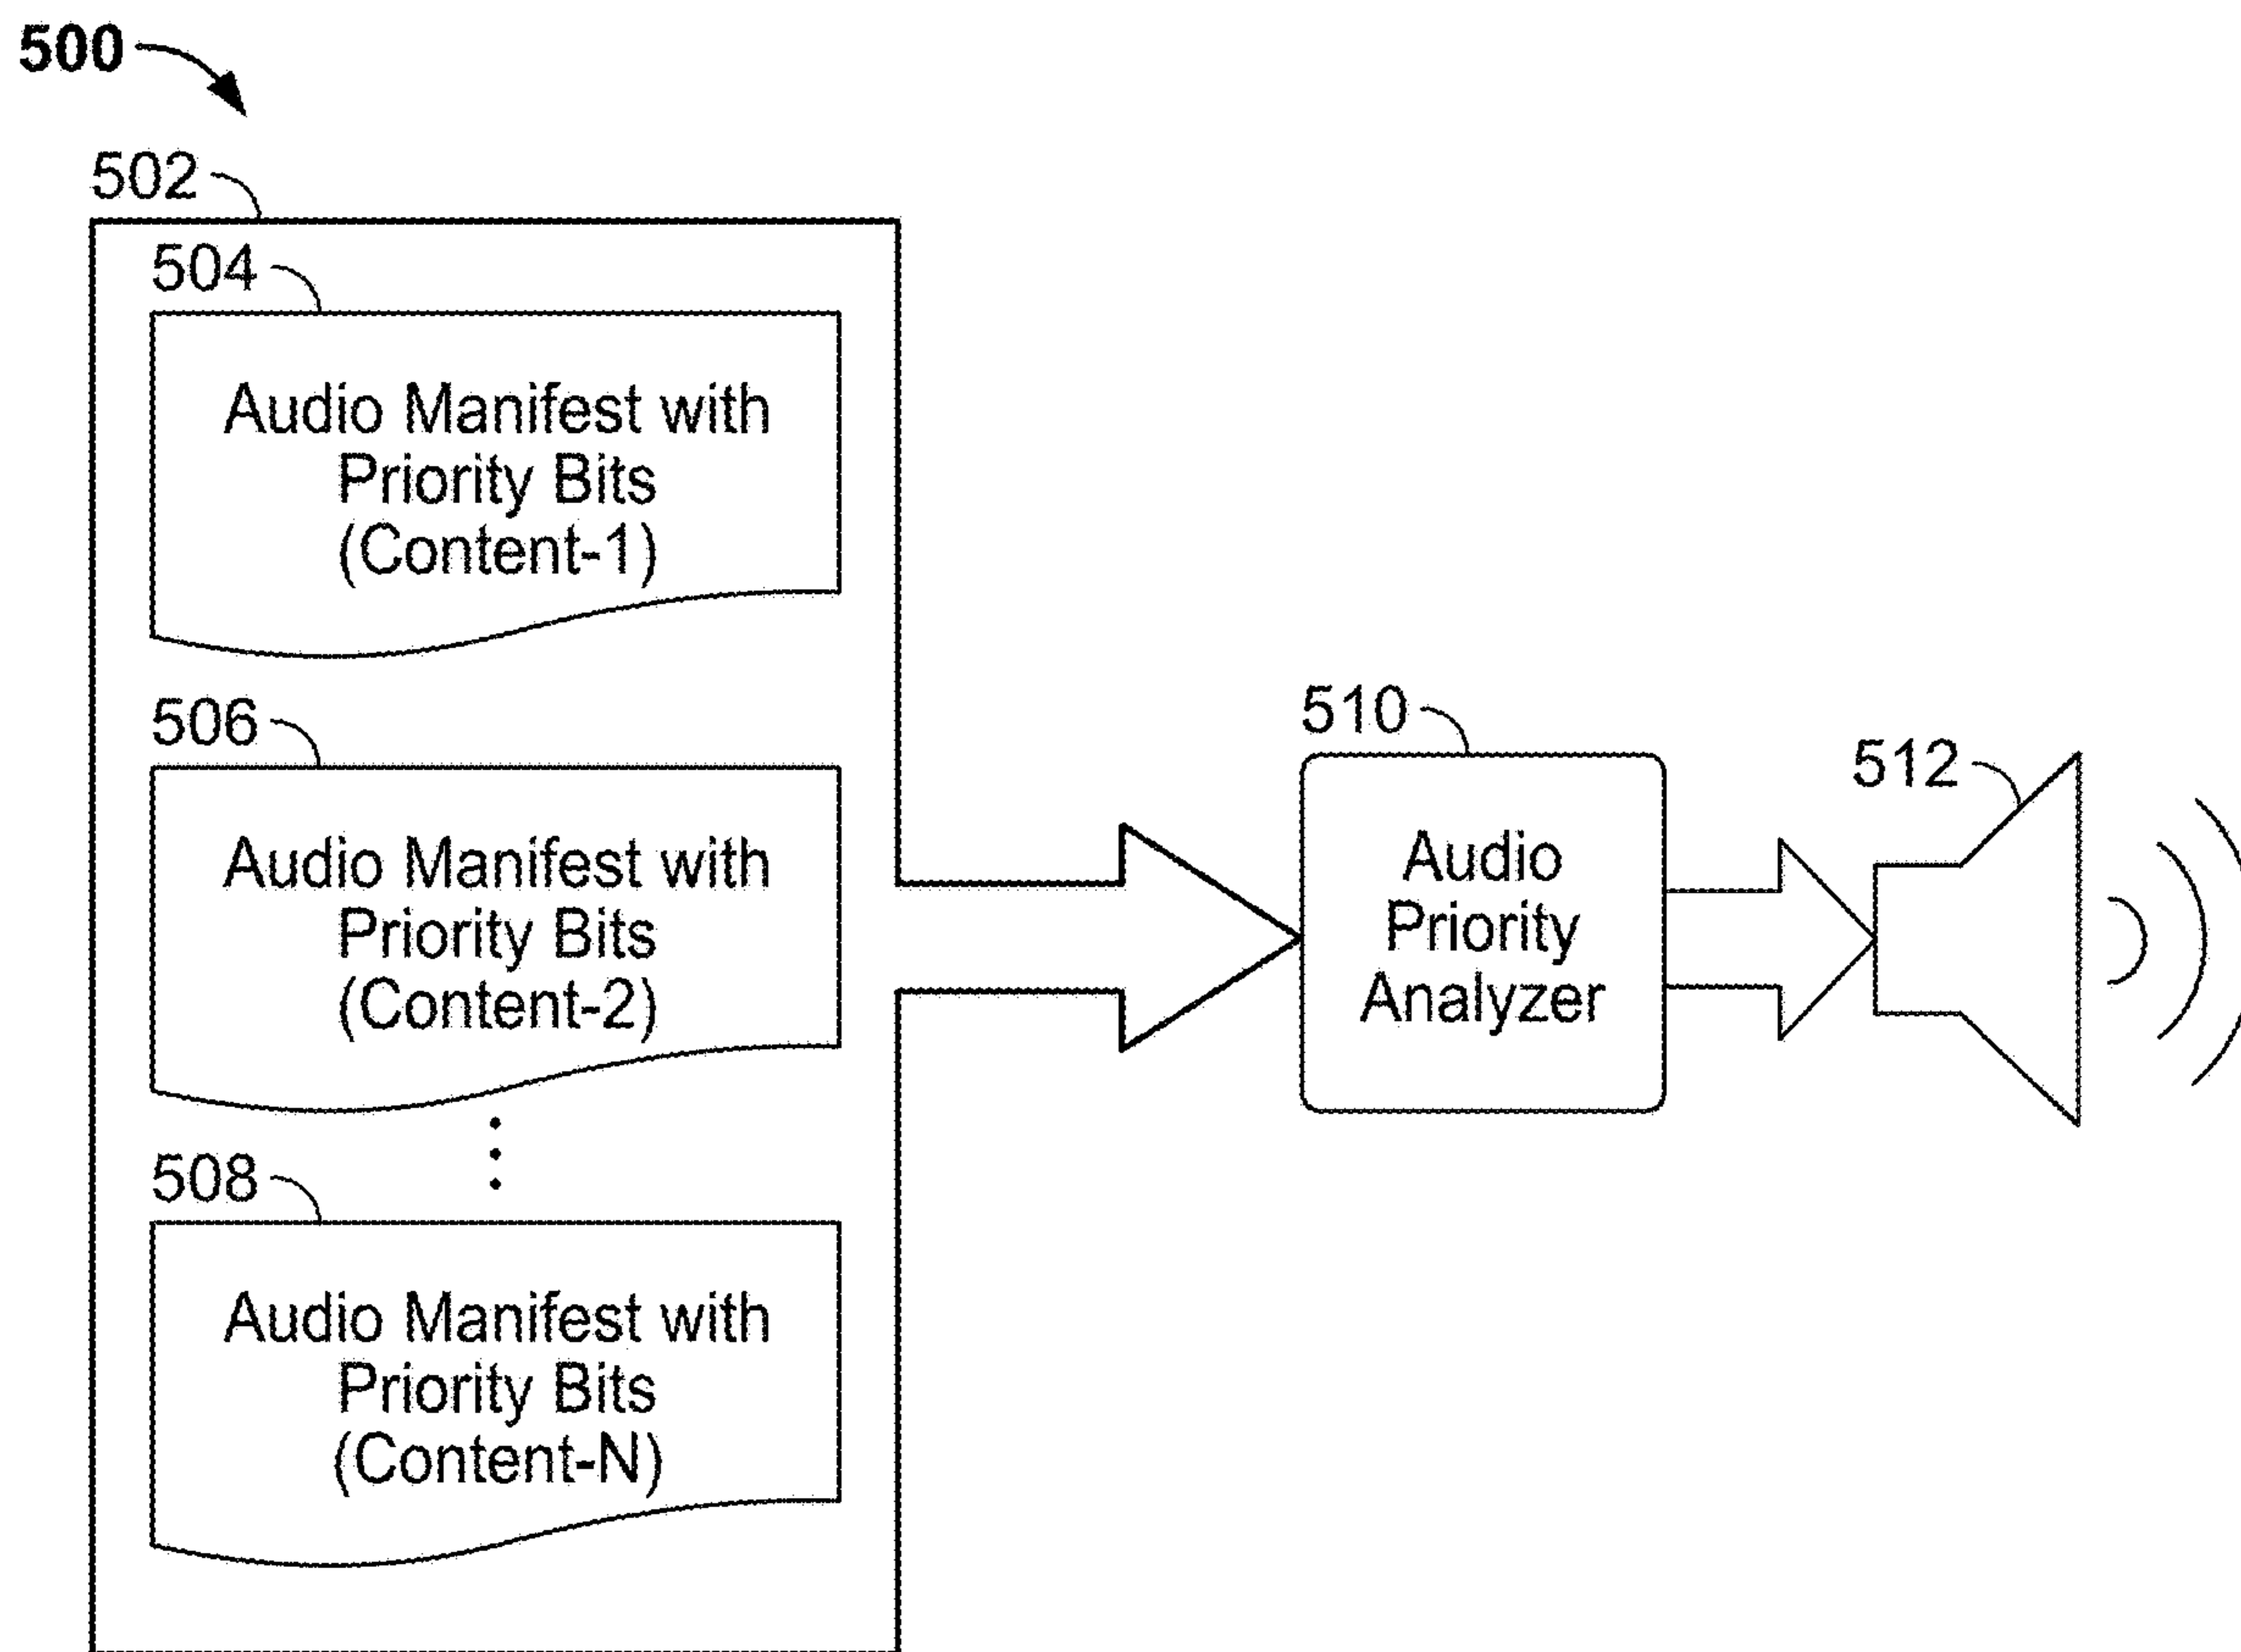 500
502
504
Audio Manifest with
Priority Bits
(Content-1)
506
Audio Manifest with
Priority Bits
(Content-2)
508
Audio Manifest with
Priority Bits
(Content-N)
510
Audio
Priority
Analyzer
512